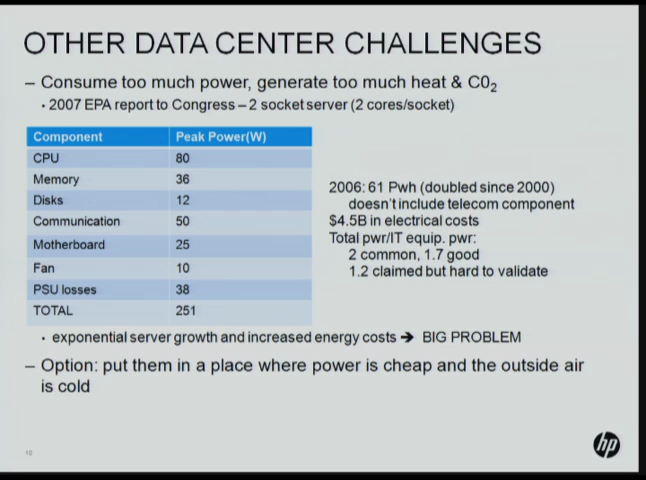 OTHER DATA CENTER CHALLENGES
– Consume too much power, generate too much heat & C0₂
• 2007 EPA report to Congress – 2 socket server (2 cores/socket)
Component Peak Power(W)
CPU 80
Memory 36
Disks 12
Communication 50
Motherboard 25
Fan 10
PSU losses 38
TOTAL 251
2006: 61 Pwh (doubled since 2000)
doesn't include telecom component
$4.5B in electrical costs
Total pwr/IT equip. pwr:
2 common, 1.7 good
1.2 claimed but hard to validate
• exponential server growth and increased energy costs ➔ BIG PROBLEM
– Option: put them in a place where power is cheap and the outside air
is cold
10
hp